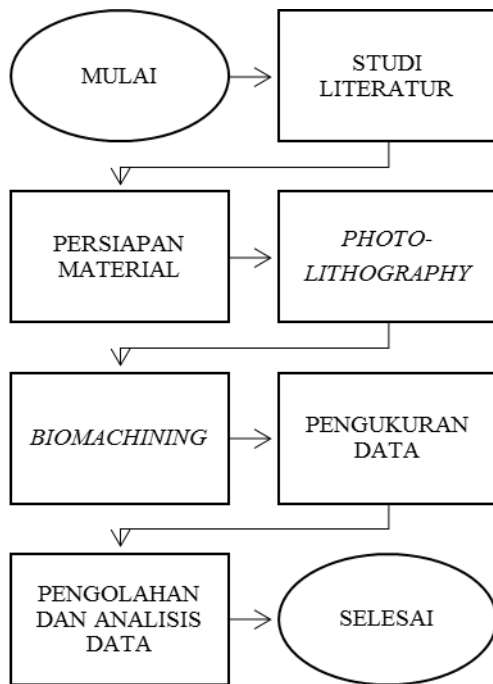 MULAI
STUDI
LITERATUR
PERSIAPAN
MATERIAL
PHOTO-
LITHOGRAPHY
BIOMACHINING
PENGUKURAN
DATA
PENGOLAHAN
DAN ANALISIS
DATA
SELESAI